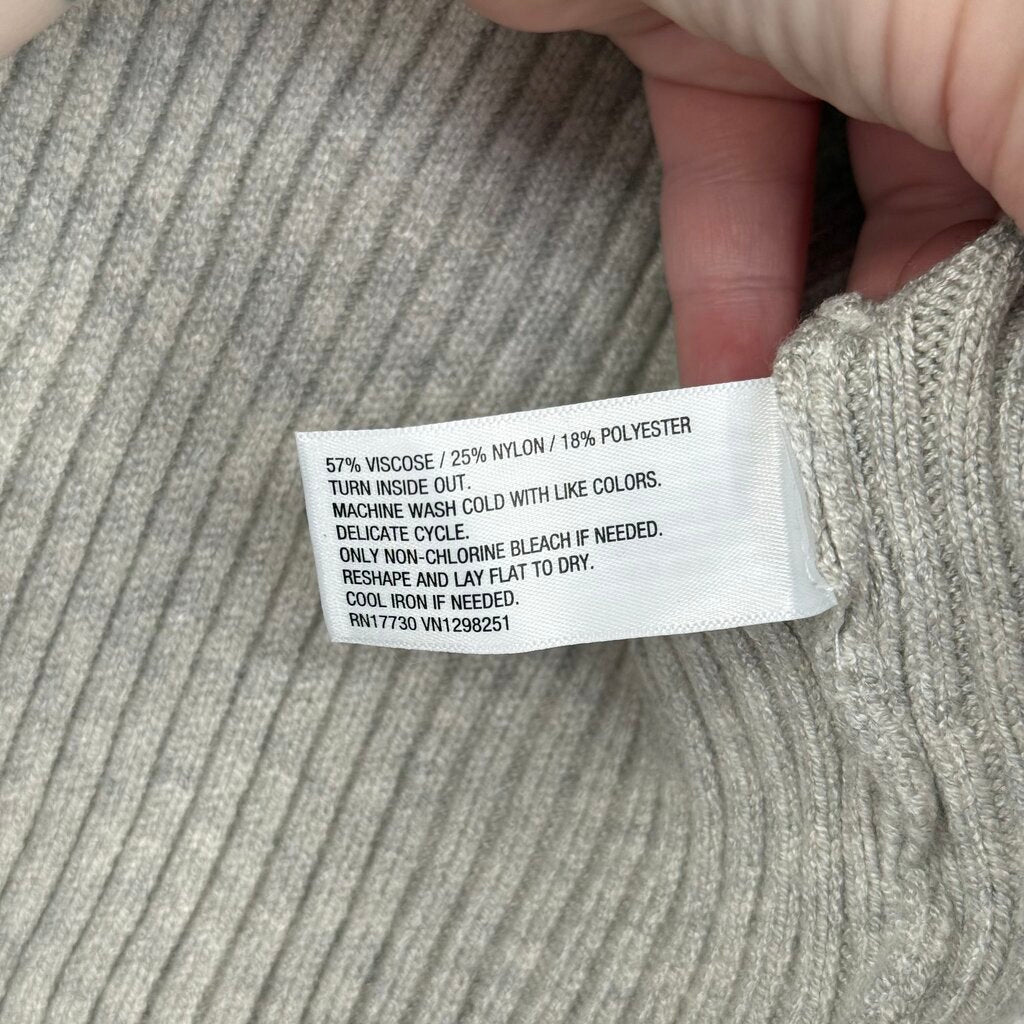 57% VISCOSE / 25% NYLON / 18% POLYESTER
TURN INSIDE OUT.
MACHINE WASH COLD WITH LIKE COLORS.
DELICATE CYCLE.
ONLY NON-CHLORINE BLEACH IF NEEDED.
RESHAPE AND LAY FLAT TO DRY.
COOL IRON IF NEEDED.
RN17730 VN1298251